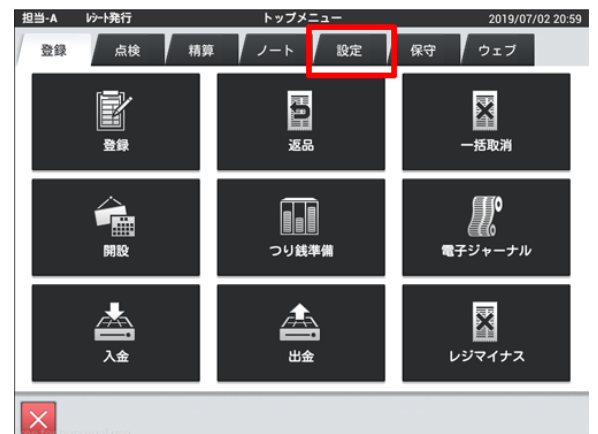 担当-A ﾚｼｰﾄ発行 トップメニュー 2019/07/02 20:59
登録 点検 精算 ノート 設定 保守 ウェブ
登録 返品 一括取消
開設 つり銭準備 電子ジャーナル
入金 出金 レジマイナス